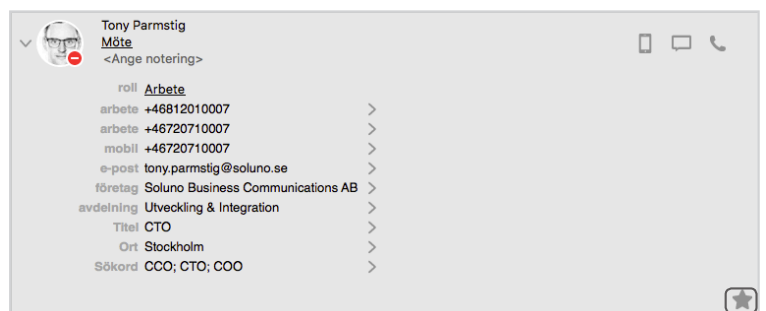 Tony Parmstig
Möte
<Ange notering>
roll Arbete
arbete +46812010007
arbete +46720710007
mobil +46720710007
e-post tony.parmstig@soluno.se
företag Soluno Business Communications AB
avdelning Utveckling & Integration
Titel CTO
Ort Stockholm
Sökord CCO; CTO; COO